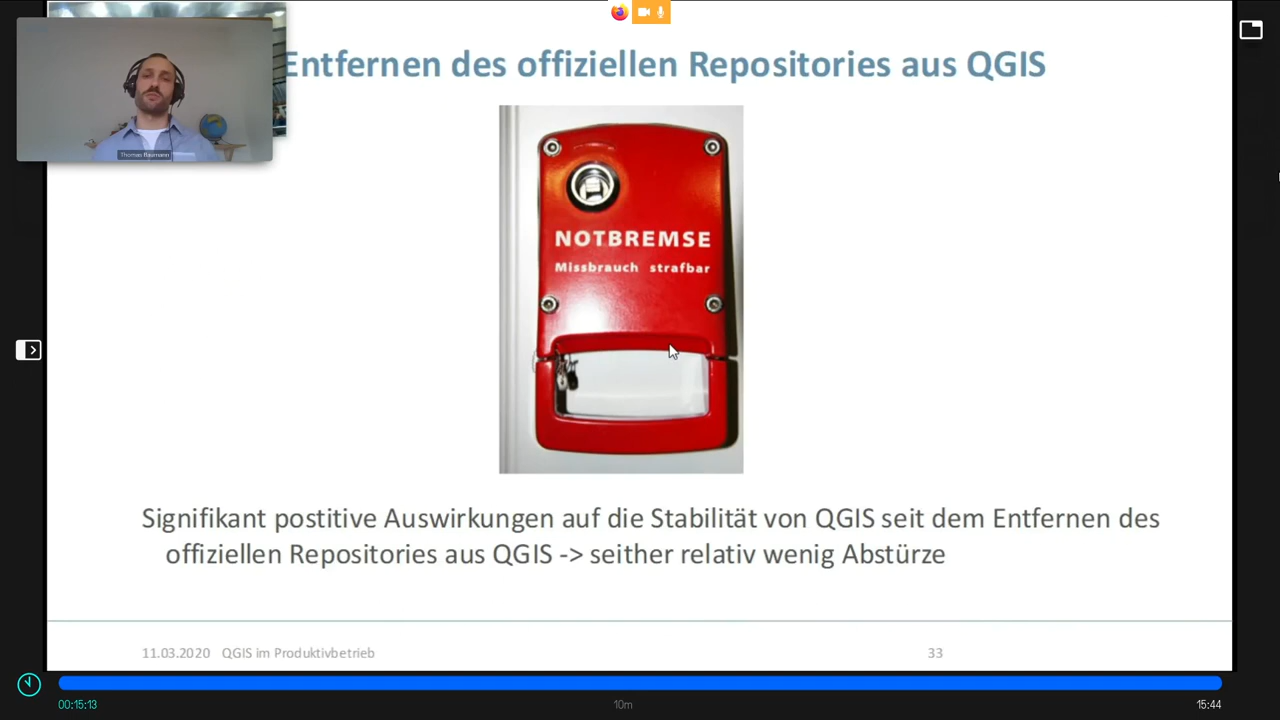 Entfernen des offiziellen Repositories aus QGIS
Thomas Baumann
NOTBREMSE
Missbrauch strafbar
Signifikant postitive Auswirkungen auf die Stabilität von QGIS seit dem Entfernen des
offiziellen Repositories aus QGIS -> seither relativ wenig Abstürze
11.03.2020 QGIS im Produktivbetrieb 33
00:15:13 10m 15:44